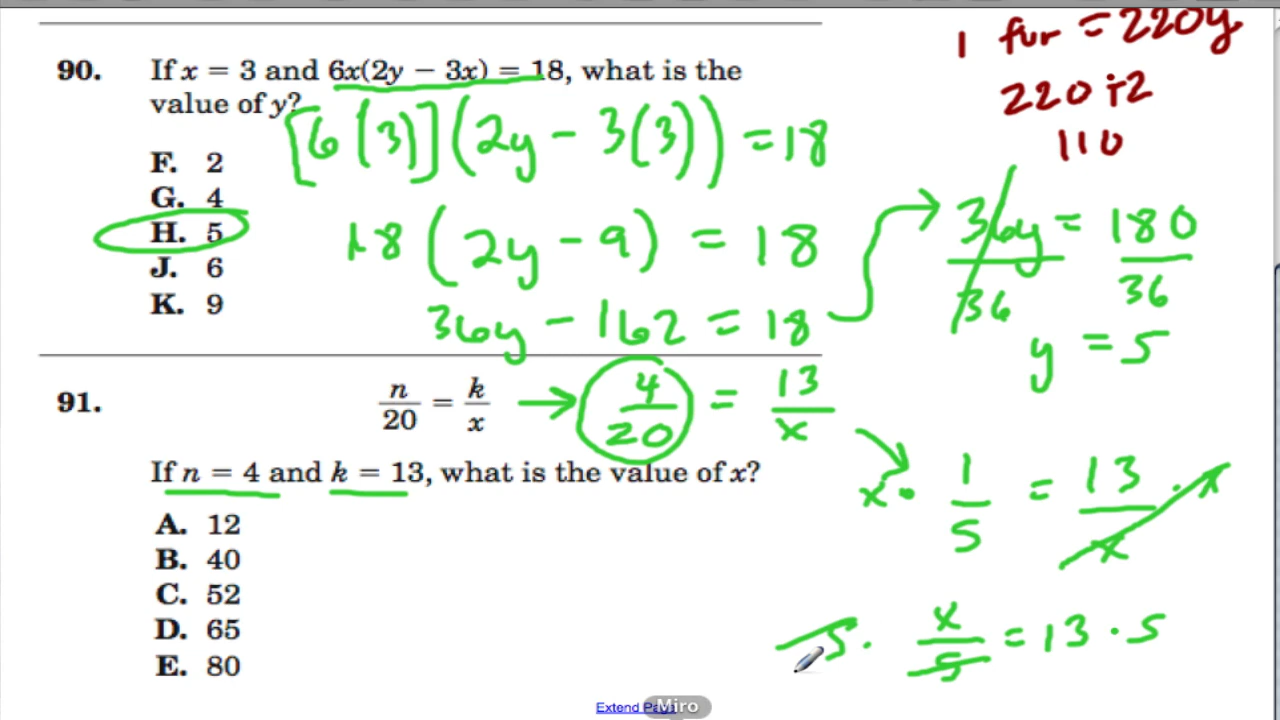 1 fur = 220y
220 ÷ 2
110
90. If x = 3 and 6x(2y − 3x) = 18, what is the
value of y?
[6(3)](2y − 3(3)) = 18
F. 2
G. 4
H. 5
J. 6
K. 9
18(2y − 9) = 18
36y − 162 = 18
36y/36 = 180/36
y = 5
91. n/20 = k/x → 4/20 = 13/x
If n = 4 and k = 13, what is the value of x?
x · 1/5 = 13/x · x
A. 12
B. 40
C. 52
D. 65
E. 80
5 · x/5 = 13 · 5
Extend Page
Miro